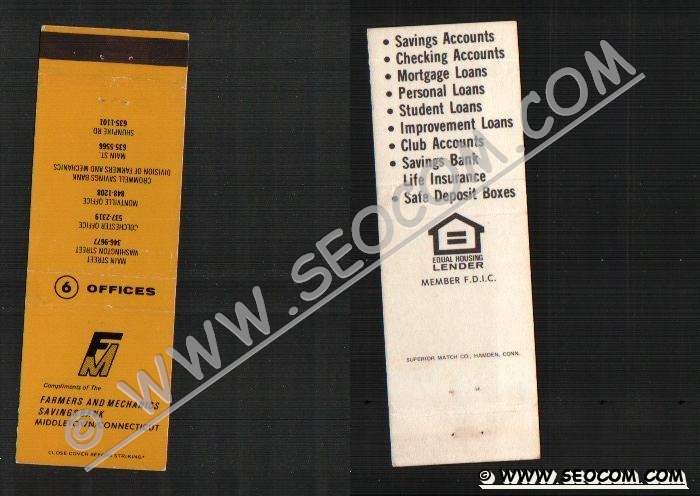 MAIN STREET
WASHINGTON STREET
346-9677
COLCHESTER OFFICE
537-2319
MONTVILLE OFFICE
848-1208
DIVISION OF FARMERS AND MECHANICS
CROMWELL SAVINGS BANK
MAIN ST.
635-5566
SHUNPIKE RD
635-1101
6 OFFICES
FM
Compliments of The
FARMERS AND MECHANICS
SAVINGS BANK
MIDDLETOWN, CONNECTICUT
CLOSE COVER BEFORE STRIKING
• Savings Accounts
• Checking Accounts
• Mortgage Loans
• Personal Loans
• Student Loans
• Improvement Loans
• Club Accounts
• Savings Bank
Life Insurance
• Safe Deposit Boxes
EQUAL HOUSING
LENDER
MEMBER F.D.I.C.
SUPERIOR MATCH CO., HAMDEN, CONN.
© WWW.SEOCOM.COM
© WWW.SEOCOM.COM